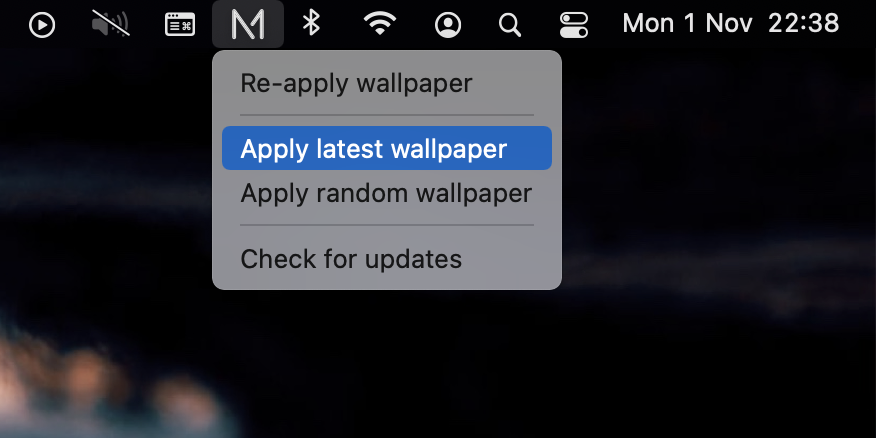 Mon 1 Nov 22:38
Re-apply wallpaper
Apply latest wallpaper
Apply random wallpaper
Check for updates